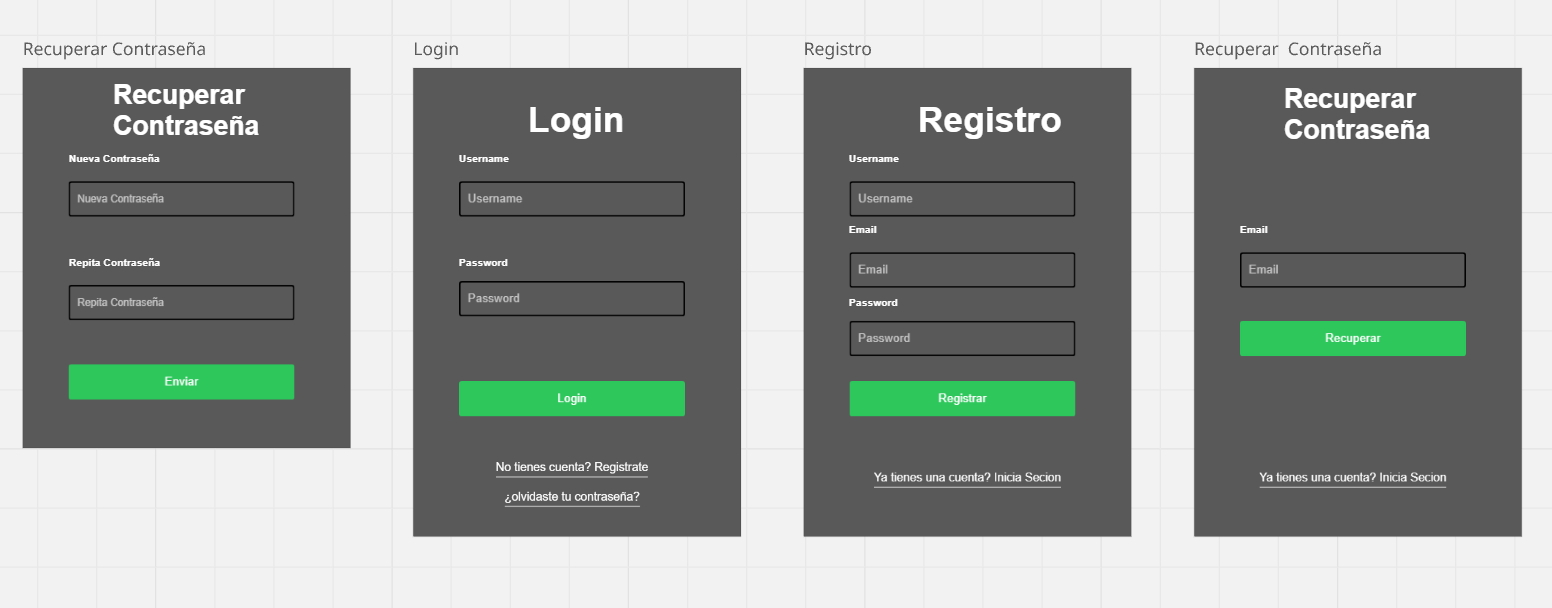 Recuperar Contraseña
Recuperar
Contraseña
Nueva Contraseña
Nueva Contraseña
Repita Contraseña
Repita Contraseña
Enviar
Login
Login
Username
Username
Password
Password
Login
No tienes cuenta? Registrate
¿olvidaste tu contraseña?
Registro
Registro
Username
Username
Email
Email
Password
Password
Registrar
Ya tienes una cuenta? Inicia Secion
Recuperar Contraseña
Recuperar
Contraseña
Email
Email
Recuperar
Ya tienes una cuenta? Inicia Secion